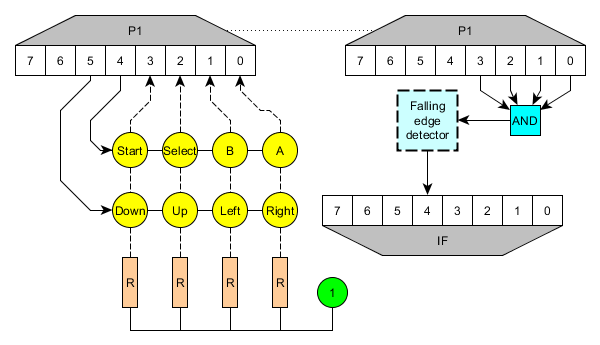 P1 P1
7 6 5 4 3 2 1 0 7 6 5 4 3 2 1 0
Falling
edge
detector
AND
Start Select B A
Down Up Left Right
7 6 5 4 3 2 1 0
IF
R R R R
1